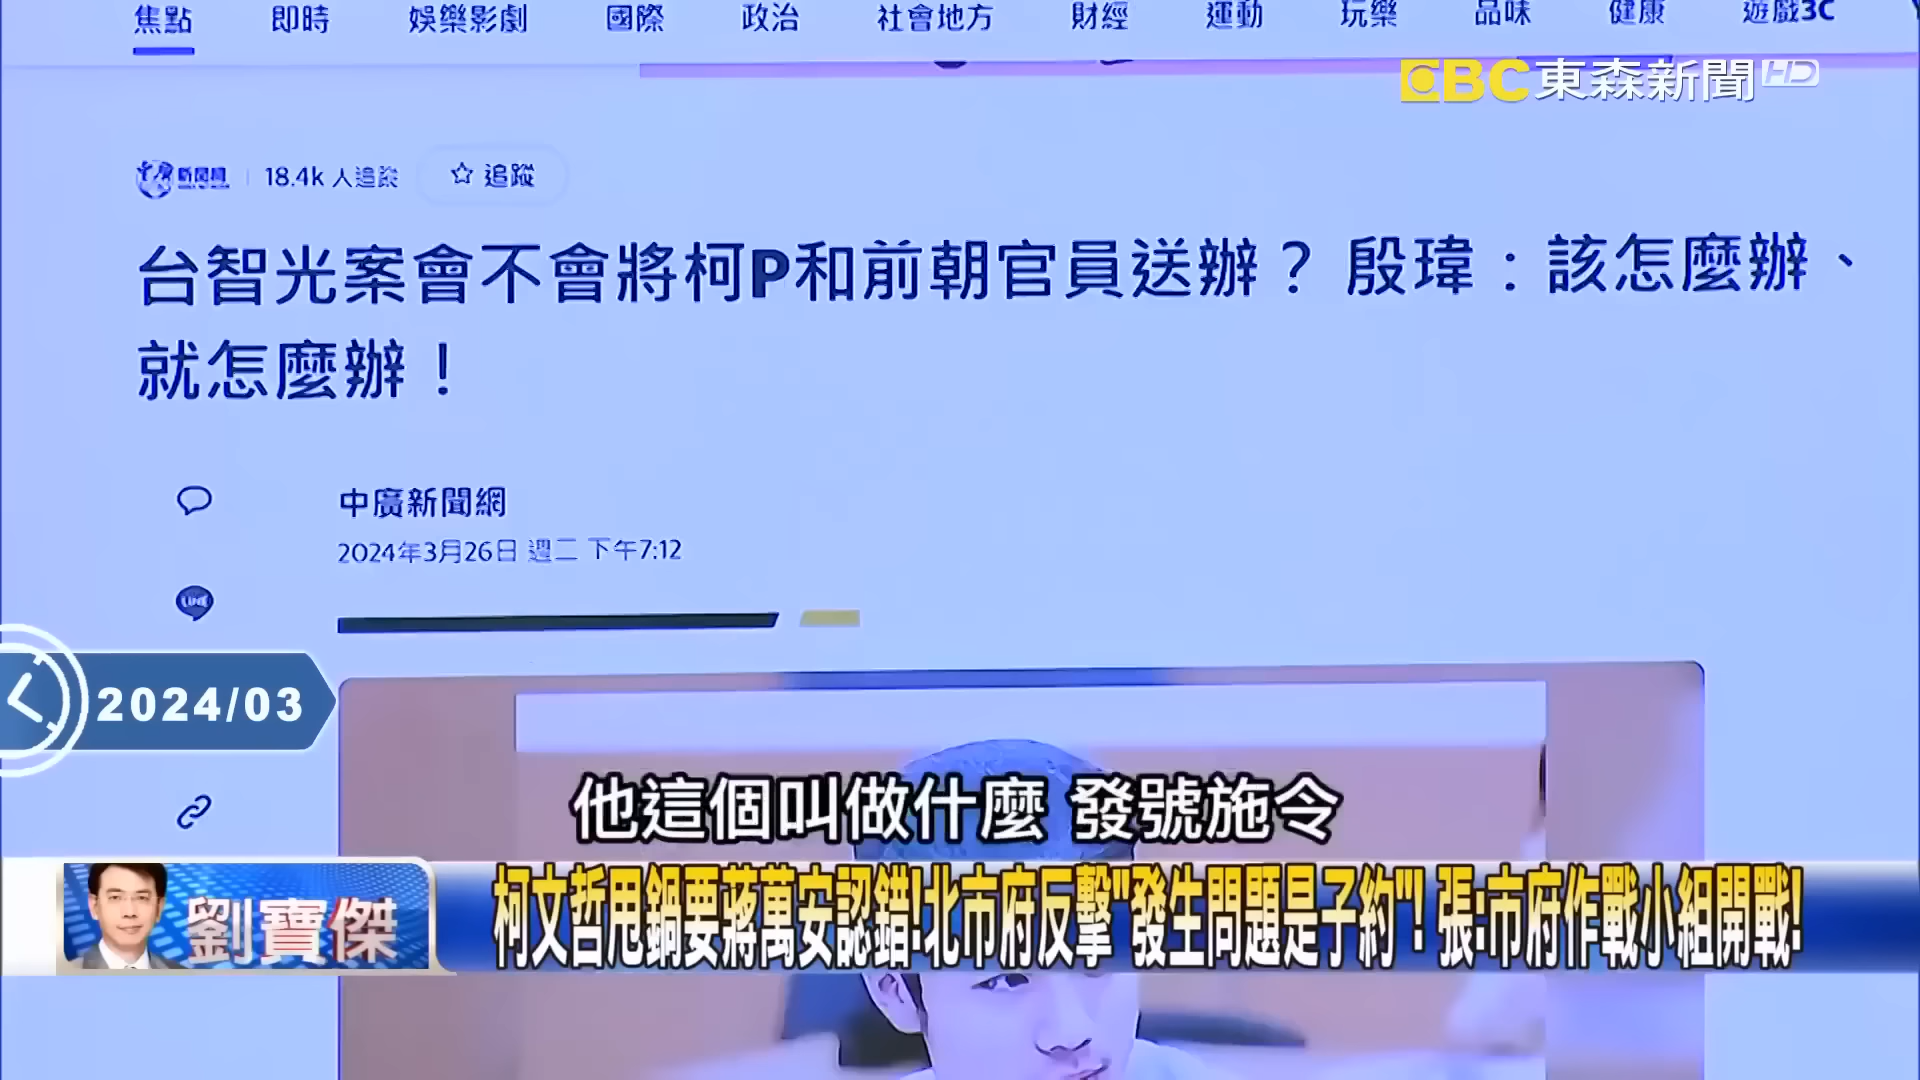 焦點 即時 娛樂影劇 國際 政治 社會地方 財經 運動 玩樂 品味 健康 遊戲3C
EBC東森新聞HD
中廣新聞網 18.4k 人追蹤 ☆ 追蹤
台智光案會不會將柯P和前朝官員送辦？ 殷瑋：該怎麼辦、
就怎麼辦！
中廣新聞網
2024年3月26日 週二 下午7:12
LINE
2024/03
他這個叫做什麼 發號施令
劉寶傑
柯文哲甩鍋要蔣萬安認錯!北市府反擊"發生問題是子約"! 張:市府作戰小組開戰!